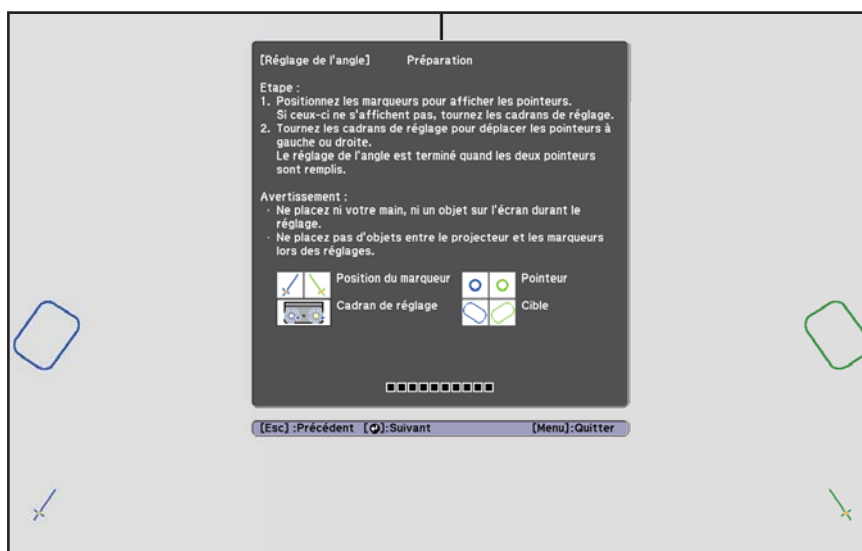 [Réglage de l'angle] Préparation
Etape :
1. Positionnez les marqueurs pour afficher les pointeurs.
Si ceux-ci ne s'affichent pas, tournez les cadrans de réglage.
2. Tournez les cadrans de réglage pour déplacer les pointeurs à
gauche ou droite.
Le réglage de l'angle est terminé quand les deux pointeurs
sont remplis.
Avertissement :
· Ne placez ni votre main, ni un objet sur l'écran durant le
réglage.
· Ne placez pas d'objets entre le projecteur et les marqueurs
lors des réglages.
Position du marqueur Pointeur
Cadran de réglage Cible
[Esc] :Précédent [⏎]:Suivant [Menu]:Quitter